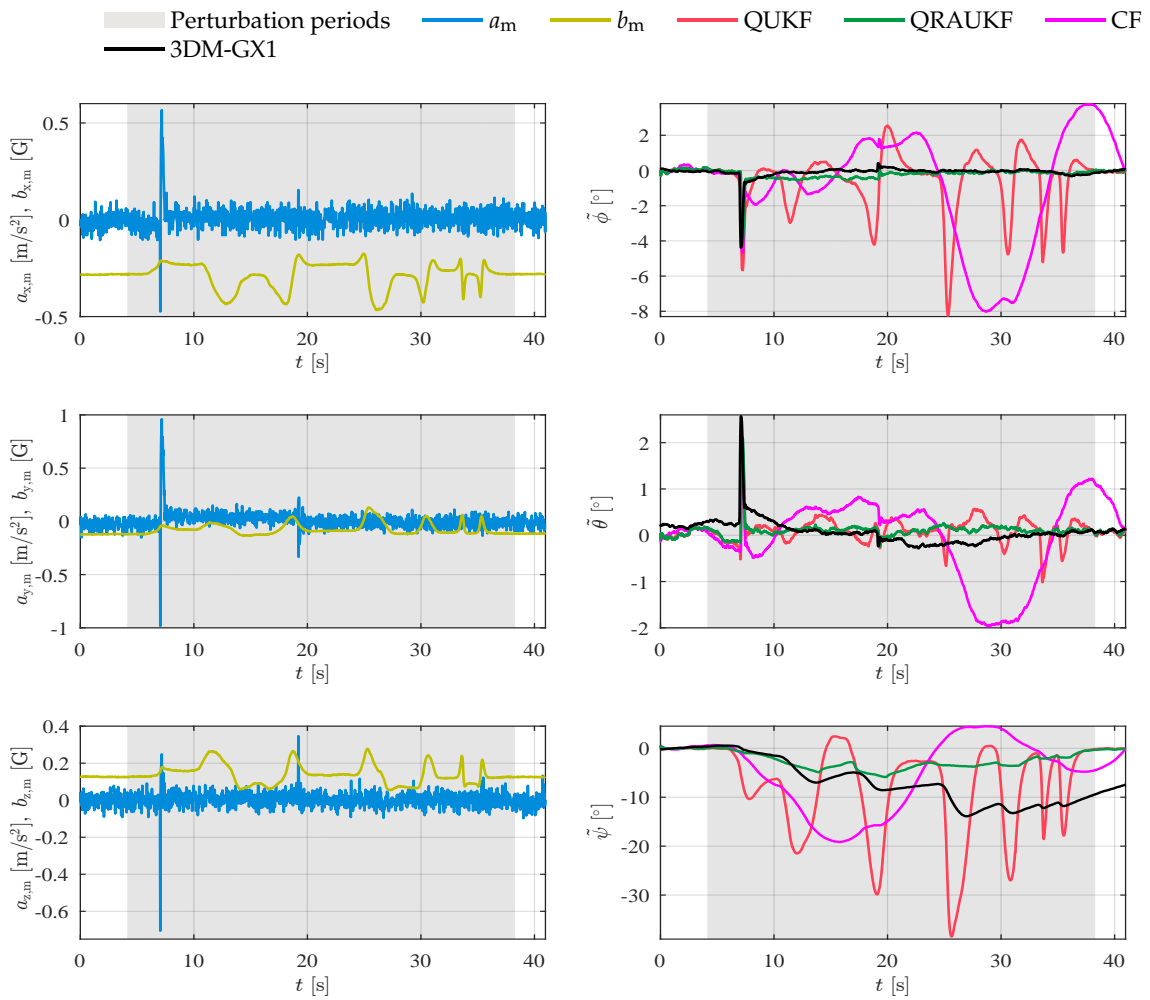 Perturbation periods aₘ bₘ QUKF QRAUKF CF
3DM-GX1
0.5
0
-0.5
0 10 20 30 40
t [s]
a_x,m [m/s²], b_x,m [G]
2
0
-2
-4
-6
-8
0 10 20 30 40
t [s]
ϕ̃ [°]
1
0.5
0
-0.5
-1
0 10 20 30 40
t [s]
a_y,m [m/s²], b_y,m [G]
2
1
0
-1
-2
0 10 20 30 40
t [s]
θ̃ [°]
0.4
0.2
0
-0.2
-0.4
-0.6
0 10 20 30 40
t [s]
a_z,m [m/s²], b_z,m [G]
0
-10
-20
-30
0 10 20 30 40
t [s]
ψ̃ [°]